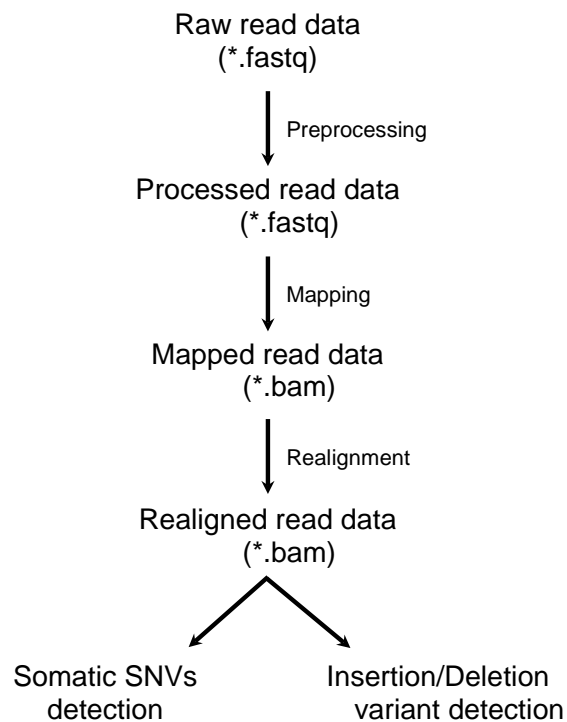 Raw read data
(*.fastq)
Preprocessing
Processed read data
(*.fastq)
Mapping
Mapped read data
(*.bam)
Realignment
Realigned read data
(*.bam)
Somatic SNVs
detection
Insertion/Deletion
variant detection